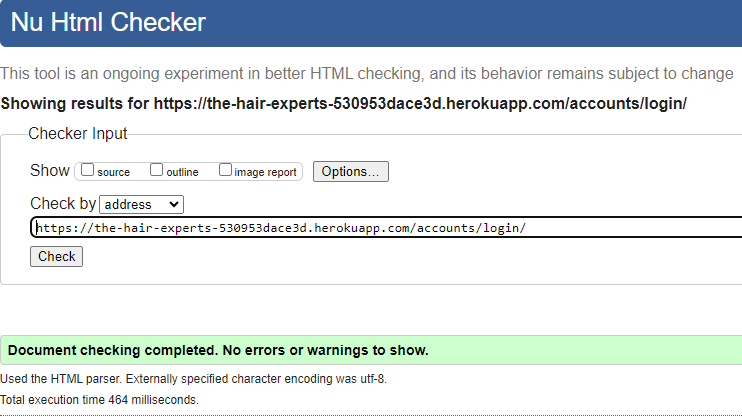 Nu Html Checker
This tool is an ongoing experiment in better HTML checking, and its behavior remains subject to change
Showing results for https://the-hair-experts-530953dace3d.herokuapp.com/accounts/login/
Checker Input
Show source outline image report Options...
Check by address
https://the-hair-experts-530953dace3d.herokuapp.com/accounts/login/
Check
Document checking completed. No errors or warnings to show.
Used the HTML parser. Externally specified character encoding was utf-8.
Total execution time 464 milliseconds.